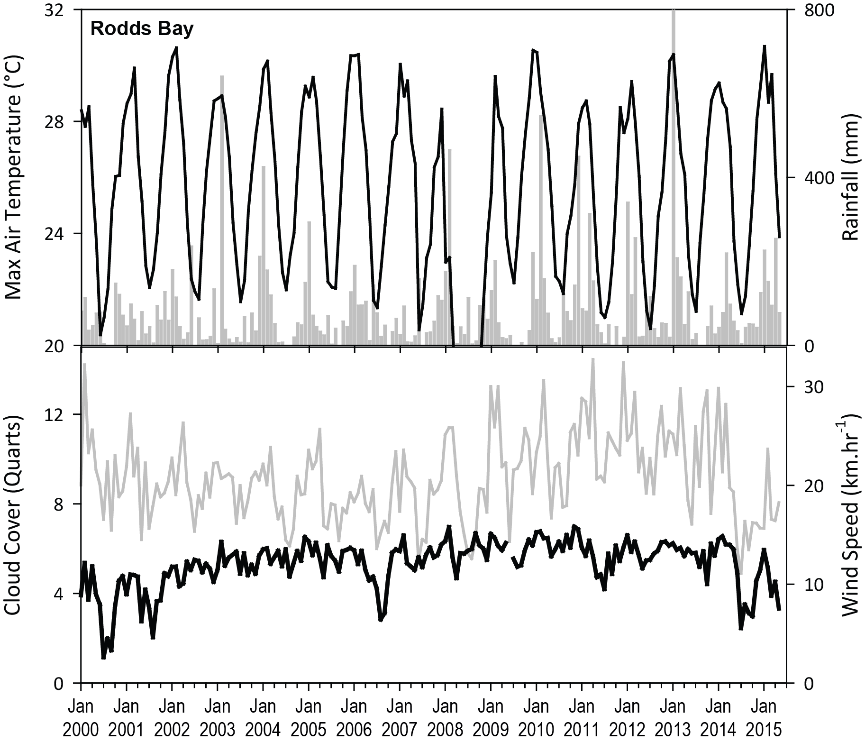 Rodds Bay
Max Air Temperature (°C)
32
28
24
20
Rainfall (mm)
800
400
0
Cloud Cover (Quarts)
12
8
4
0
Wind Speed (km.hr-1)
30
20
10
0
Jan Jan Jan Jan Jan Jan Jan Jan Jan Jan Jan Jan Jan Jan Jan Jan
2000 2001 2002 2003 2004 2005 2006 2007 2008 2009 2010 2011 2012 2013 2014 2015